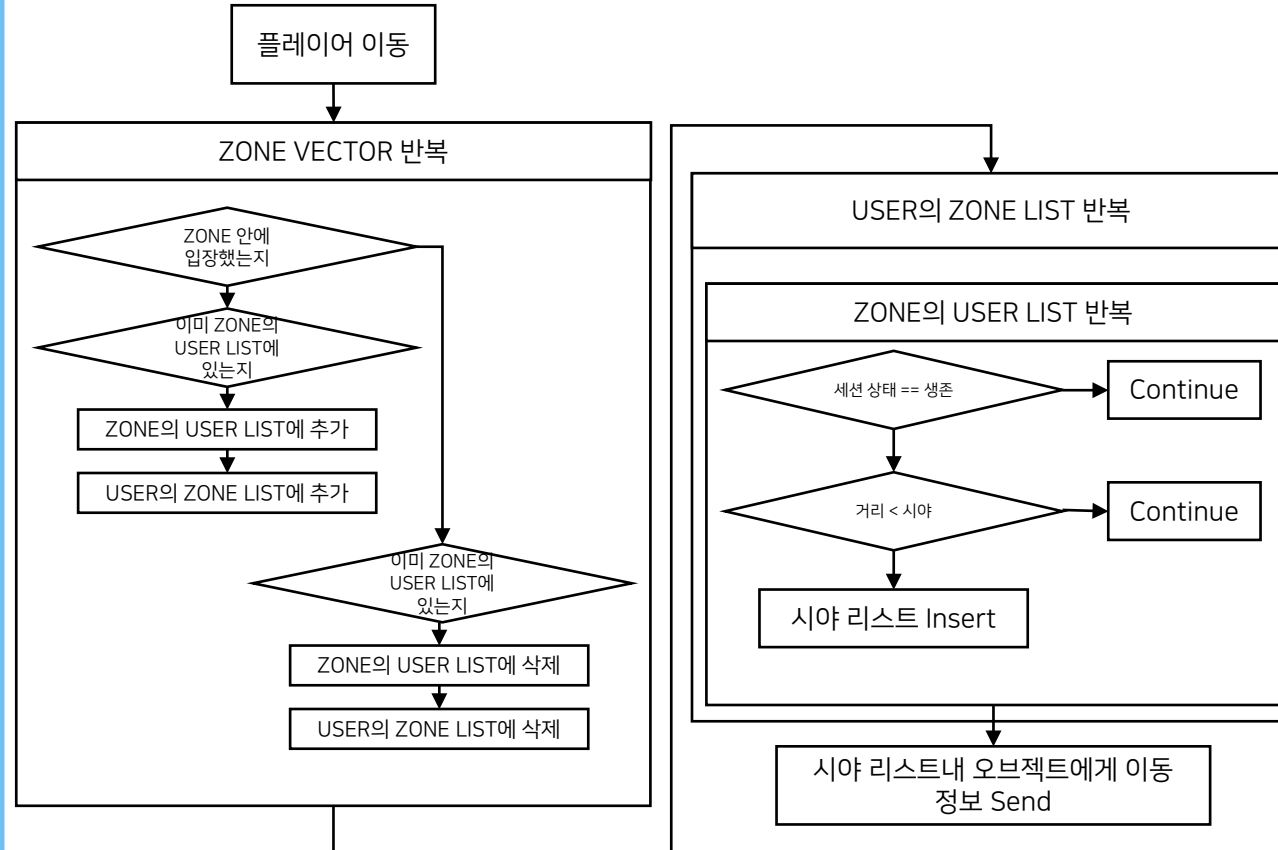 플레이어 이동
ZONE VECTOR 반복
ZONE 안에
입장했는지
이미 ZONE의
USER LIST에
있는지
ZONE의 USER LIST에 추가
USER의 ZONE LIST에 추가
이미 ZONE의
USER LIST에
있는지
ZONE의 USER LIST에 삭제
USER의 ZONE LIST에 삭제
USER의 ZONE LIST 반복
ZONE의 USER LIST 반복
세션 상태 == 생존
Continue
거리 < 시야
Continue
시야 리스트 Insert
시야 리스트내 오브젝트에게 이동
정보 Send